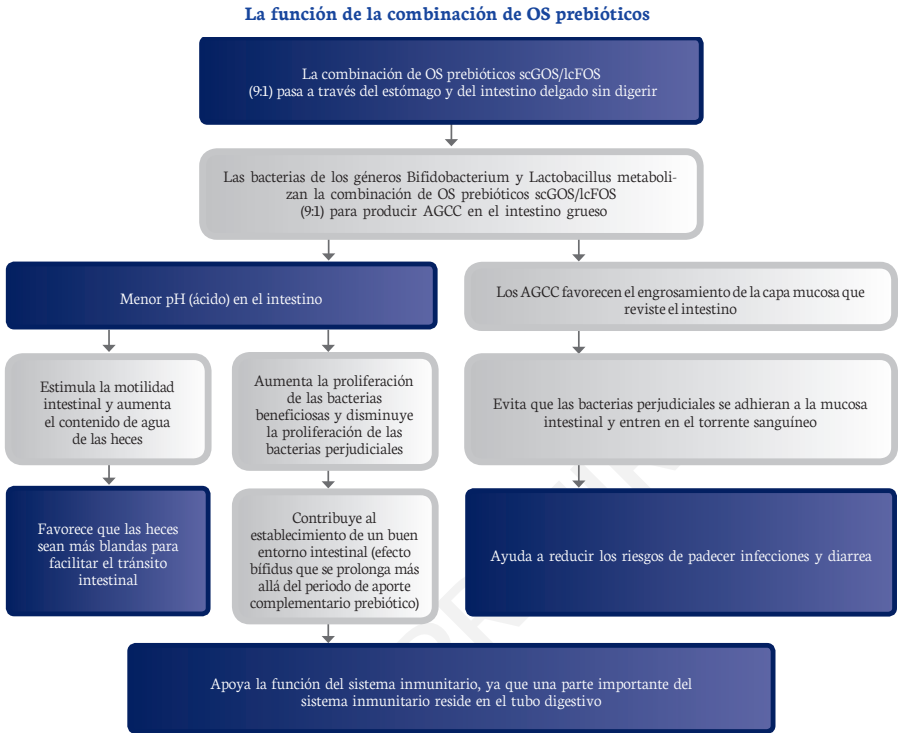 La función de la combinación de OS prebióticos
La combinación de OS prebióticos scGOS/lcFOS
(9:1) pasa a través del estómago y del intestino delgado sin digerir
Las bacterias de los géneros Bifidobacterium y Lactobacillus metaboli-
zan la combinación de OS prebióticos scGOS/lcFOS
(9:1) para producir AGCC en el intestino grueso
Menor pH (ácido) en el intestino
Los AGCC favorecen el engrosamiento de la capa mucosa que
reviste el intestino
Estimula la motilidad
intestinal y aumenta
el contenido de agua
de las heces
Aumenta la proliferación
de las bacterias
beneficiosas y disminuye
la proliferación de las
bacterias perjudiciales
Evita que las bacterias perjudiciales se adhieran a la mucosa
intestinal y entren en el torrente sanguíneo
Favorece que las heces
sean más blandas para
facilitar el tránsito
intestinal
Contribuye al
establecimiento de un buen
entorno intestinal (efecto
bífidus que se prolonga más
allá del periodo de aporte
complementario prebiótico)
Ayuda a reducir los riesgos de padecer infecciones y diarrea
Apoya la función del sistema inmunitario, ya que una parte importante del
sistema inmunitario reside en el tubo digestivo